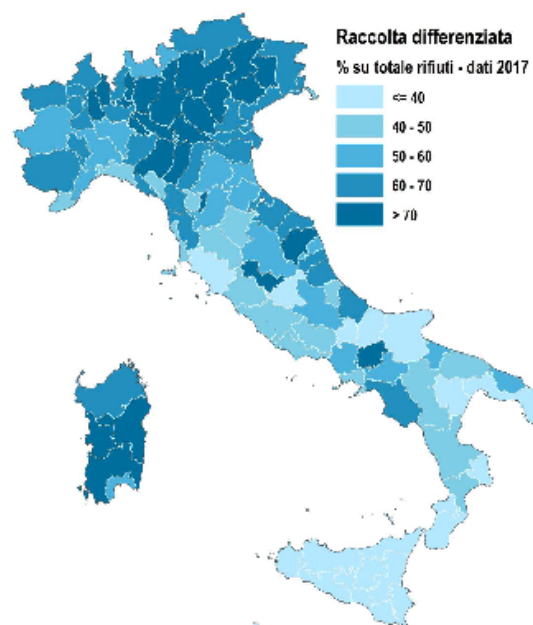 Raccolta differenziata
% su totale rifiuti - dati 2017
<= 40
40 - 50
50 - 60
60 - 70
> 70